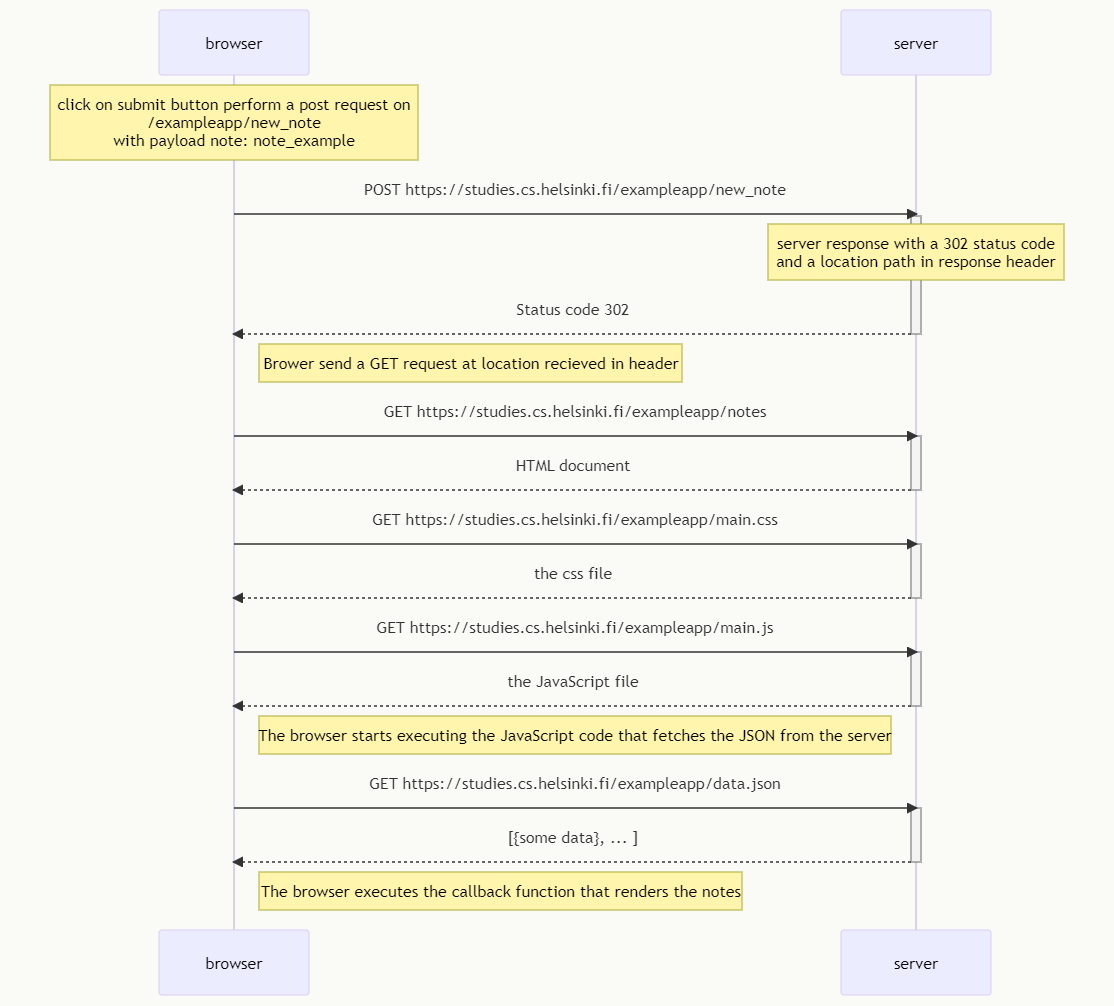 browser
server
click on submit button perform a post request on
/exampleapp/new_note
with payload note: note_example
POST https://studies.cs.helsinki.fi/exampleapp/new_note
server response with a 302 status code
and a location path in response header
Status code 302
Brower send a GET request at location recieved in header
GET https://studies.cs.helsinki.fi/exampleapp/notes
HTML document
GET https://studies.cs.helsinki.fi/exampleapp/main.css
the css file
GET https://studies.cs.helsinki.fi/exampleapp/main.js
the JavaScript file
The browser starts executing the JavaScript code that fetches the JSON from the server
GET https://studies.cs.helsinki.fi/exampleapp/data.json
[{some data}, ... ]
The browser executes the callback function that renders the notes
browser
server